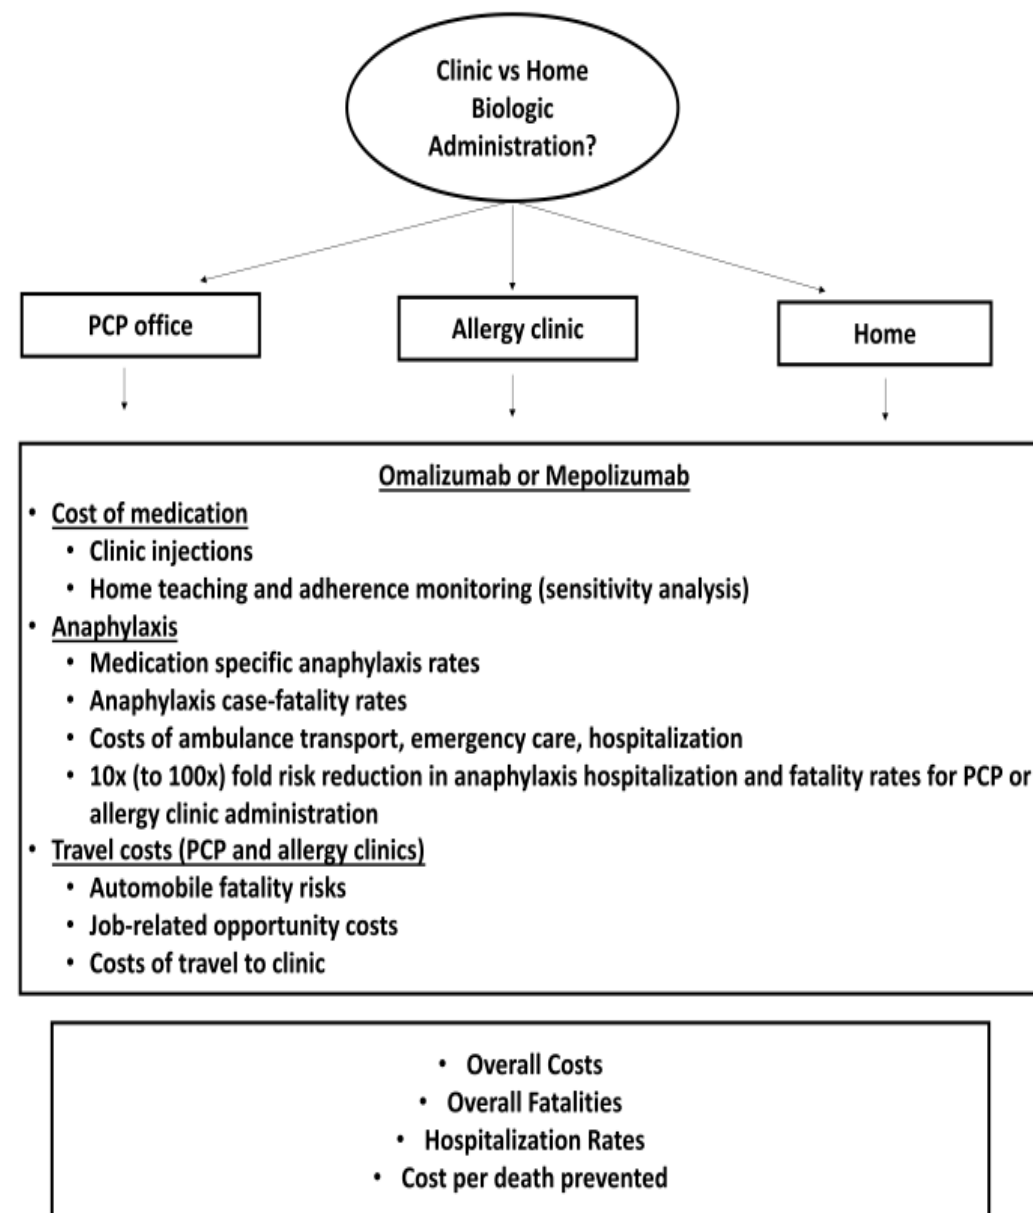 Clinic vs Home
Biologic
Administration?
PCP office
Allergy clinic
Home
Omalizumab or Mepolizumab
• Cost of medication
• Clinic injections
• Home teaching and adherence monitoring (sensitivity analysis)
• Anaphylaxis
• Medication specific anaphylaxis rates
• Anaphylaxis case-fatality rates
• Costs of ambulance transport, emergency care, hospitalization
• 10x (to 100x) fold risk reduction in anaphylaxis hospitalization and fatality rates for PCP or
allergy clinic administration
• Travel costs (PCP and allergy clinics)
• Automobile fatality risks
• Job-related opportunity costs
• Costs of travel to clinic
• Overall Costs
• Overall Fatalities
• Hospitalization Rates
• Cost per death prevented